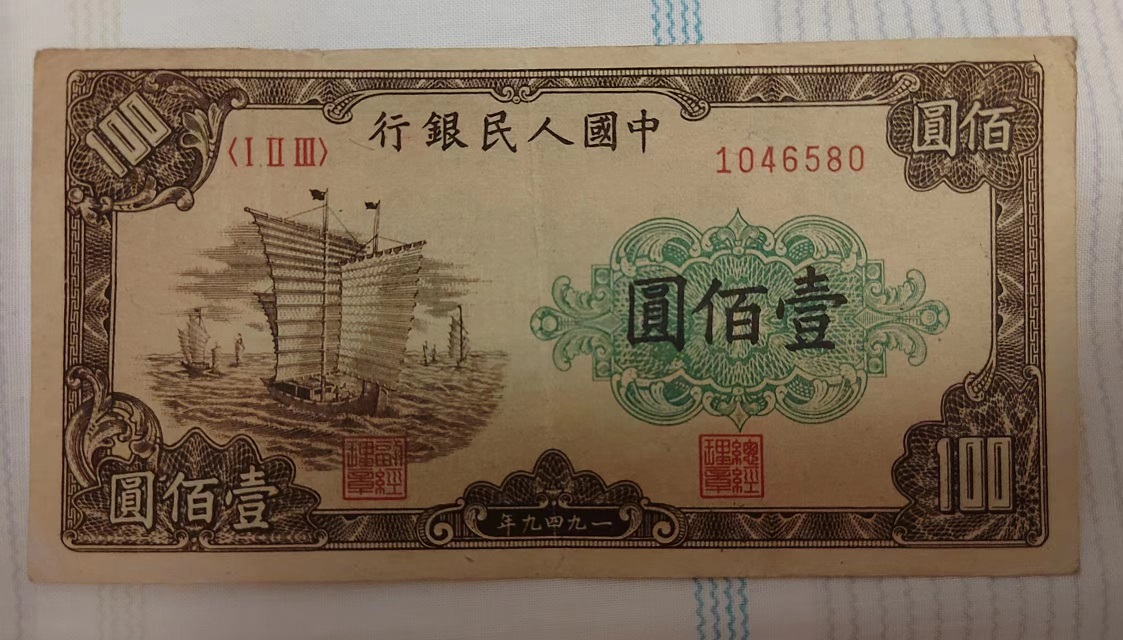 100
中國人民銀行
佰圓
〈I II III〉
1046580
壹佰圓
副經理章
總經理章
壹佰圓
一九四九年
100